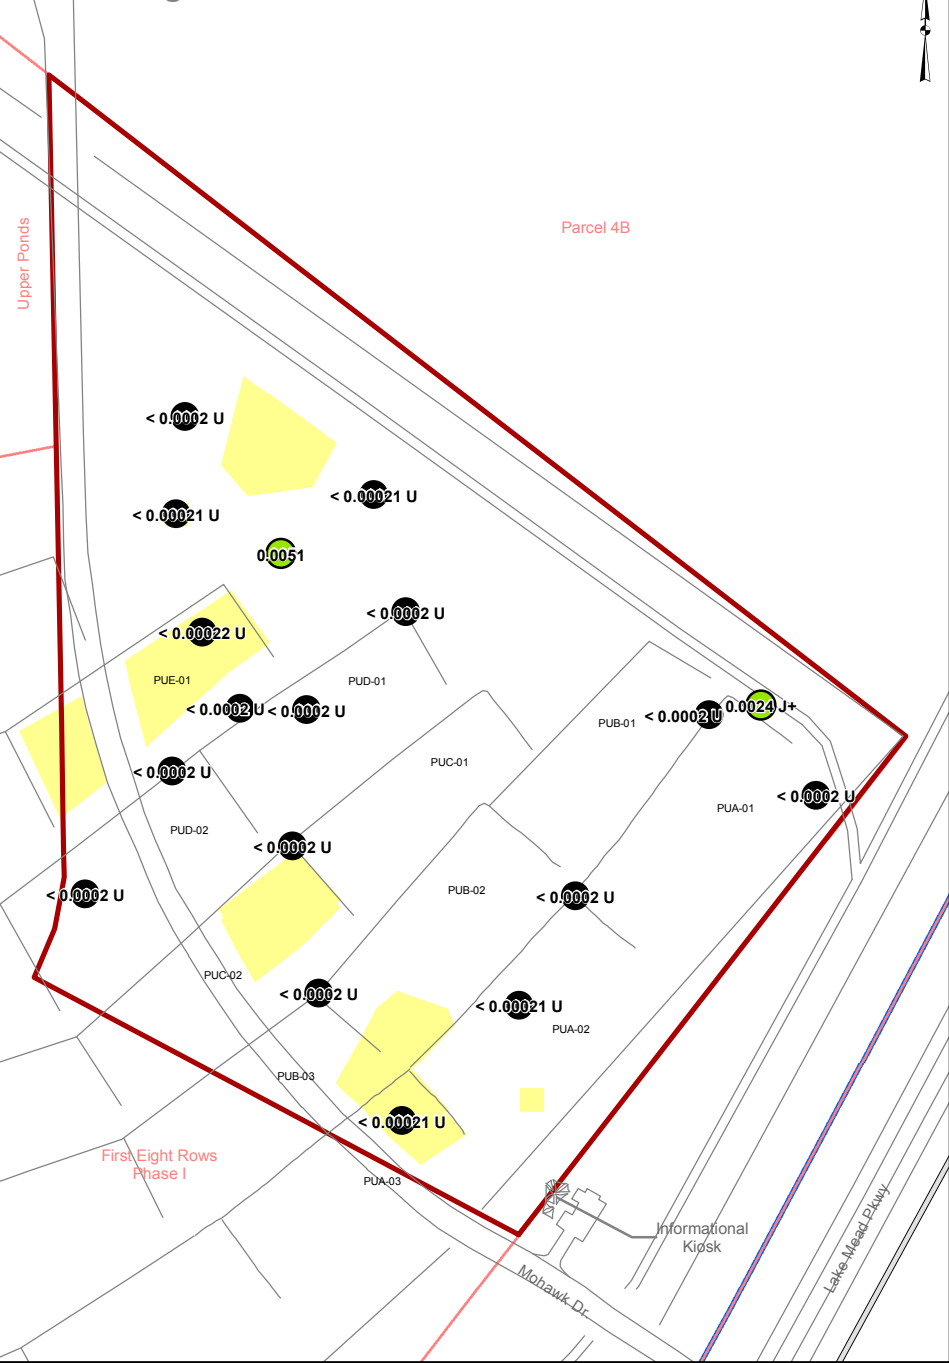 Parcel 4B
Upper Ponds
< 0.0002 U
< 0.00021 U
< 0.00021 U
0.0051
< 0.0002 U
< 0.00022 U
PUE-01
PUD-01
< 0.0002 U
< 0.0002 U
PUB-01
< 0.0002 U
0.0024 J+
PUC-01
< 0.0002 U
< 0.0002 U
PUA-01
PUD-02
< 0.0002 U
PUB-02
< 0.0002 U
< 0.0002 U
PUC-02
< 0.0002 U
< 0.00021 U
PUA-02
PUB-03
< 0.00021 U
First Eight Rows
Phase I
PUA-03
Informational
Kiosk
Lake Mead Pkwy
Mohawk Dr